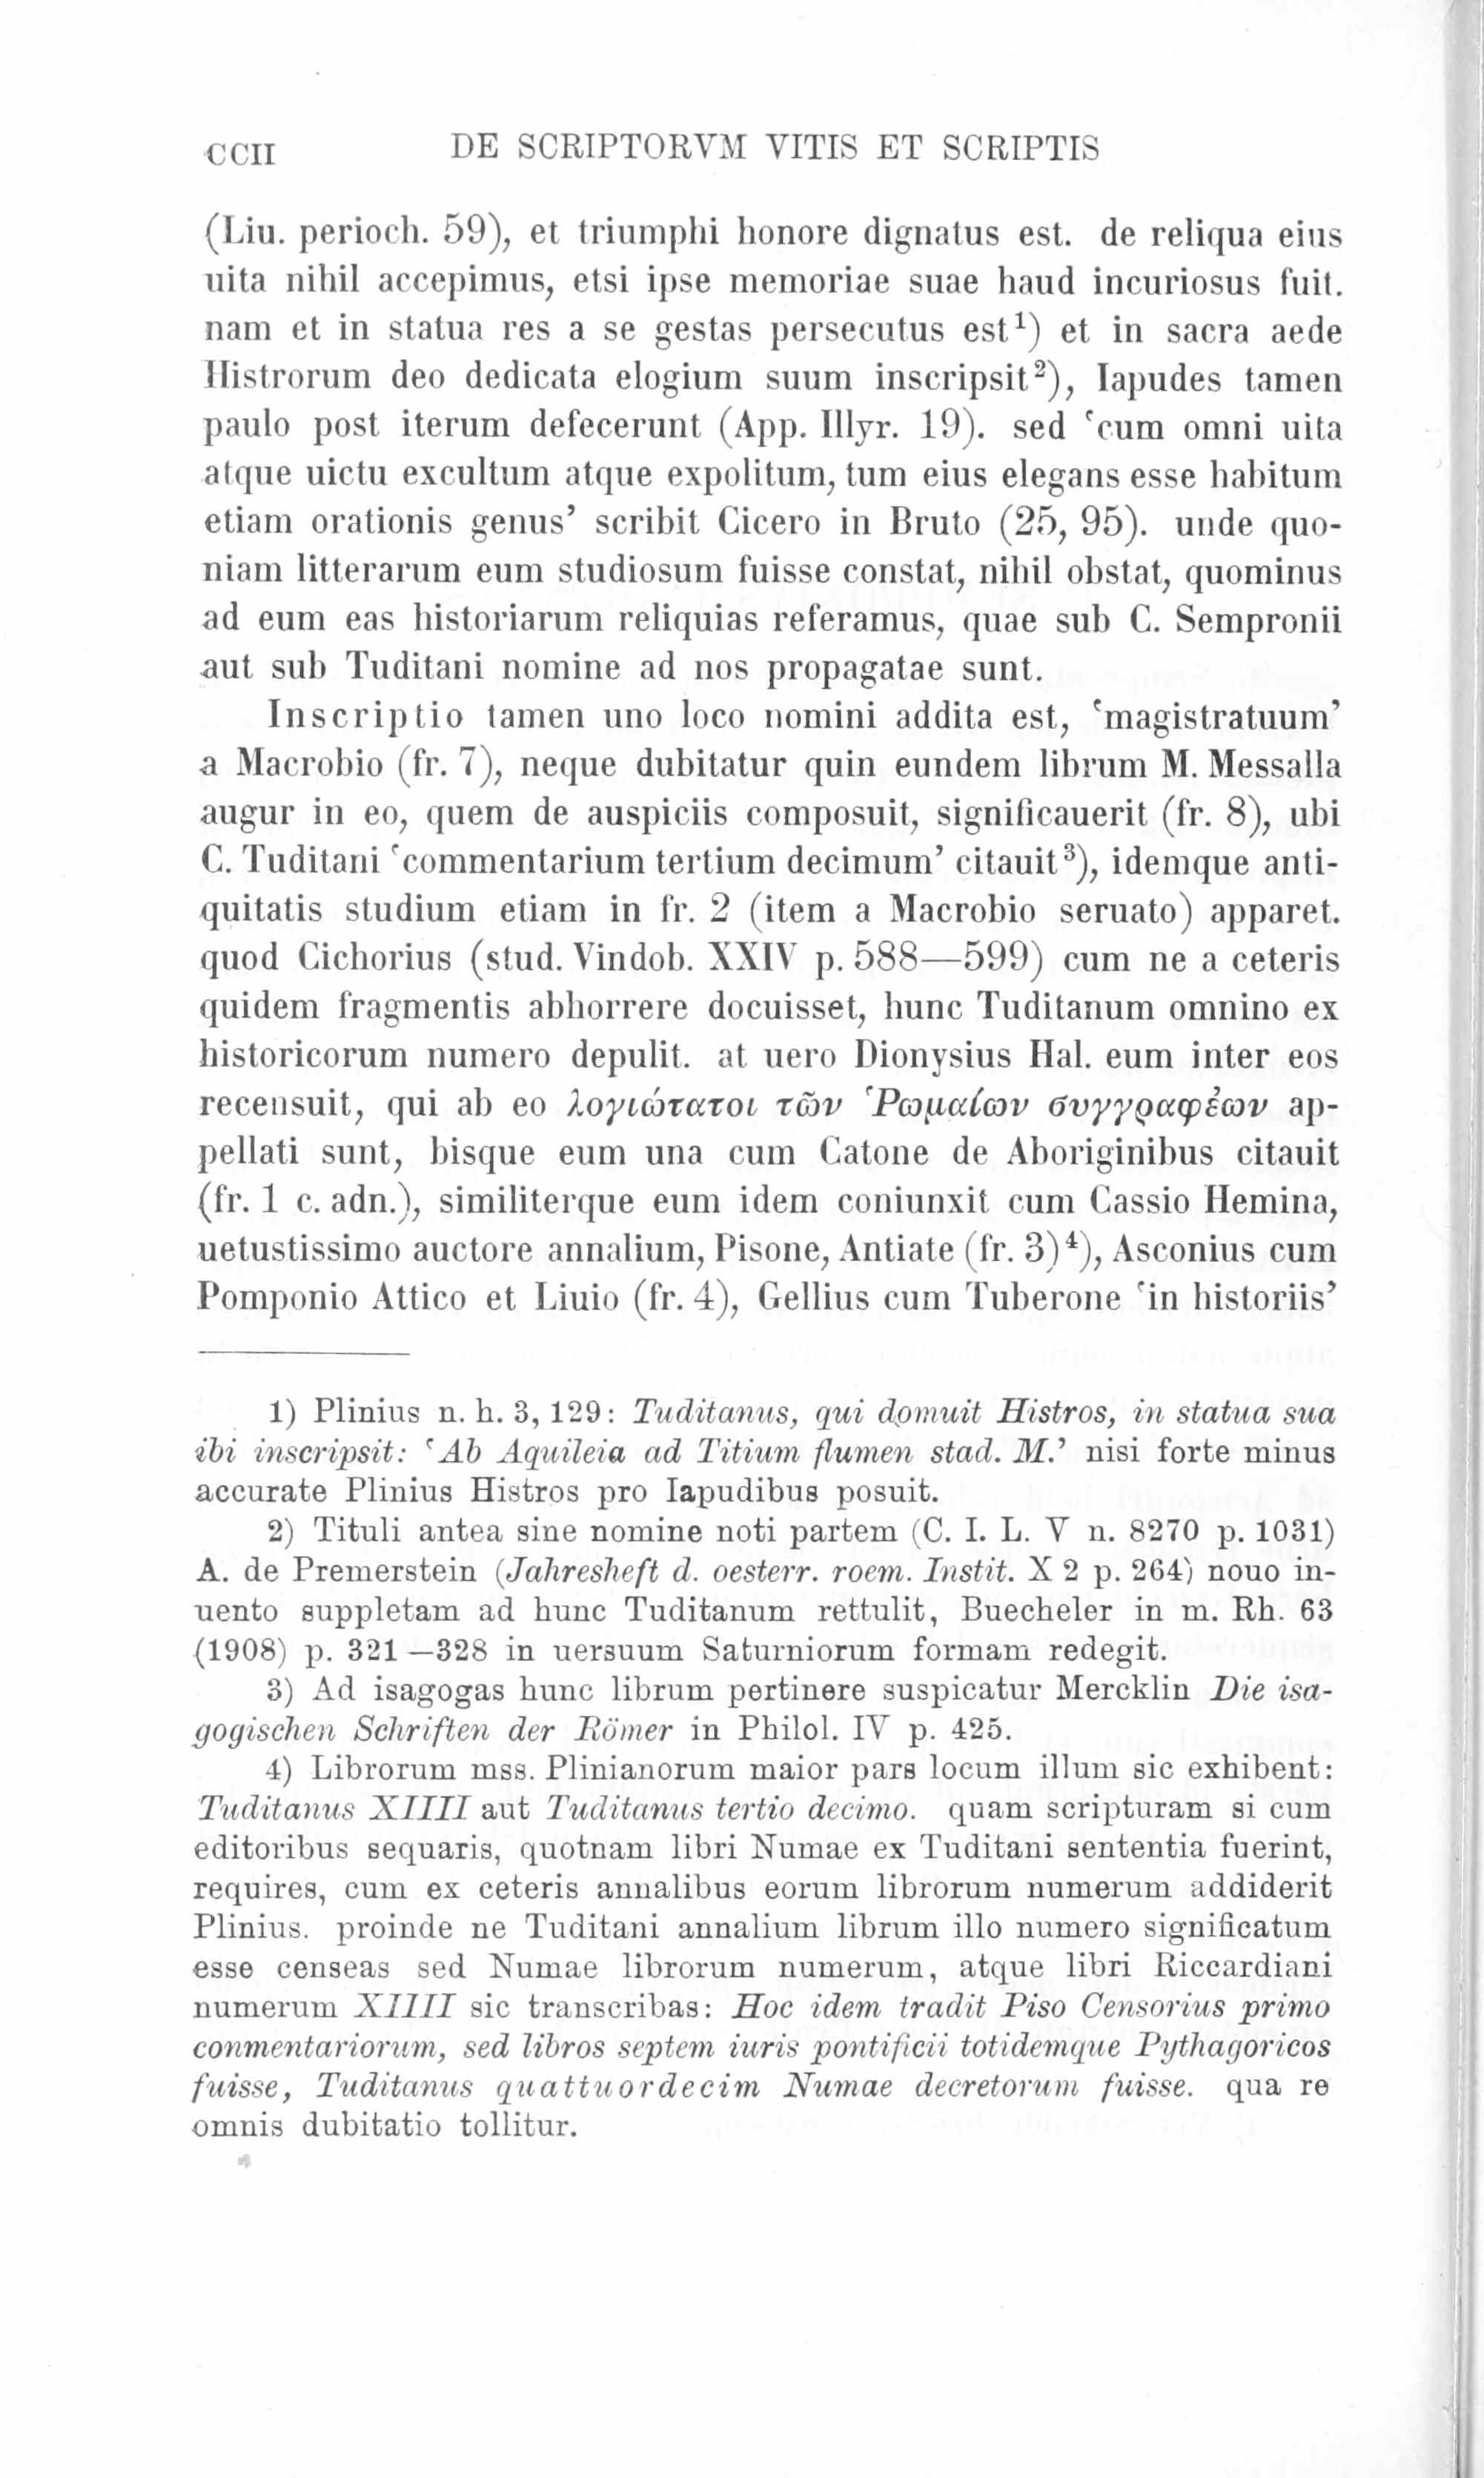 CCII DE SCRIPTORVM VITIS ET SCRIPTIS
(Liu. perioch. 59), et triumphi honore dignatus est. de reliqua eius
uita nihil accepimus, etsi ipse memoriae suae haud incuriosus fuit.
nam et in statua res a se gestas persecutus est¹) et in sacra aede
Histrorum deo dedicata elogium suum inscripsit²), Iapudes tamen
paulo post iterum defecerunt (App. Illyr. 19). sed ‘cum omni uita
atque uictu excultum atque expolitum, tum eius elegans esse habitum
etiam orationis genus’ scribit Cicero in Bruto (25, 95). unde quo-
niam litterarum eum studiosum fuisse constat, nihil obstat, quominus
ad eum eas historiarum reliquias referamus, quae sub C. Sempronii
aut sub Tuditani nomine ad nos propagatae sunt.
Inscriptio tamen uno loco nomini addita est, ‘magistratuum’
a Macrobio (fr. 7), neque dubitatur quin eundem librum M. Messalla
augur in eo, quem de auspiciis composuit, significauerit (fr. 8), ubi
C. Tuditani ‘commentarium tertium decimum’ citauit³), idemque anti-
quitatis studium etiam in fr. 2 (item a Macrobio seruato) apparet.
quod Cichorius (stud. Vindob. XXIV p. 588—599) cum ne a ceteris
quidem fragmentis abhorrere docuisset, hunc Tuditanum omnino ex
historicorum numero depulit. at uero Dionysius Hal. eum inter eos
recensuit, qui ab eo λογιώτατοι τῶν Ῥωμαίων συγγραφέων ap-
pellati sunt, bisque eum una cum Catone de Aboriginibus citauit
(fr. 1 c. adn.), similiterque eum idem coniunxit cum Cassio Hemina,
uetustissimo auctore annalium, Pisone, Antiate (fr. 3)⁴), Asconius cum
Pomponio Attico et Liuio (fr. 4), Gellius cum Tuberone ‘in historiis’
1) Plinius n. h. 3, 129: Tuditanus, qui domuit Histros, in statua sua
ibi inscripsit: ‘Ab Aquileia ad Titium flumen stad. M.’ nisi forte minus
accurate Plinius Histros pro Iapudibus posuit.
2) Tituli antea sine nomine noti partem (C. I. L. V n. 8270 p. 1031)
A. de Premerstein (Jahresheft d. oesterr. roem. Instit. X 2 p. 264) nouo in-
uento suppletam ad hunc Tuditanum rettulit, Buecheler in m. Rh. 63
(1908) p. 321—328 in uersuum Saturniorum formam redegit.
3) Ad isagogas hunc librum pertinere suspicatur Mercklin Die isa-
gogischen Schriften der Römer in Philol. IV p. 425.
4) Librorum mss. Plinianorum maior pars locum illum sic exhibent:
Tuditanus XIIII aut Tuditanus tertio decimo. quam scripturam si cum
editoribus sequaris, quotnam libri Numae ex Tuditani sententia fuerint,
requires, cum ex ceteris annalibus eorum librorum numerum addiderit
Plinius. proinde ne Tuditani annalium librum illo numero significatum
esse censeas sed Numae librorum numerum, atque libri Riccardiani
numerum XIIII sic transcribas: Hoc idem tradit Piso Censorius primo
conmentariorum, sed libros septem iuris pontificii totidemque Pythagoricos
fuisse, Tuditanus quattuordecim Numae decretorum fuisse. qua re
omnis dubitatio tollitur.